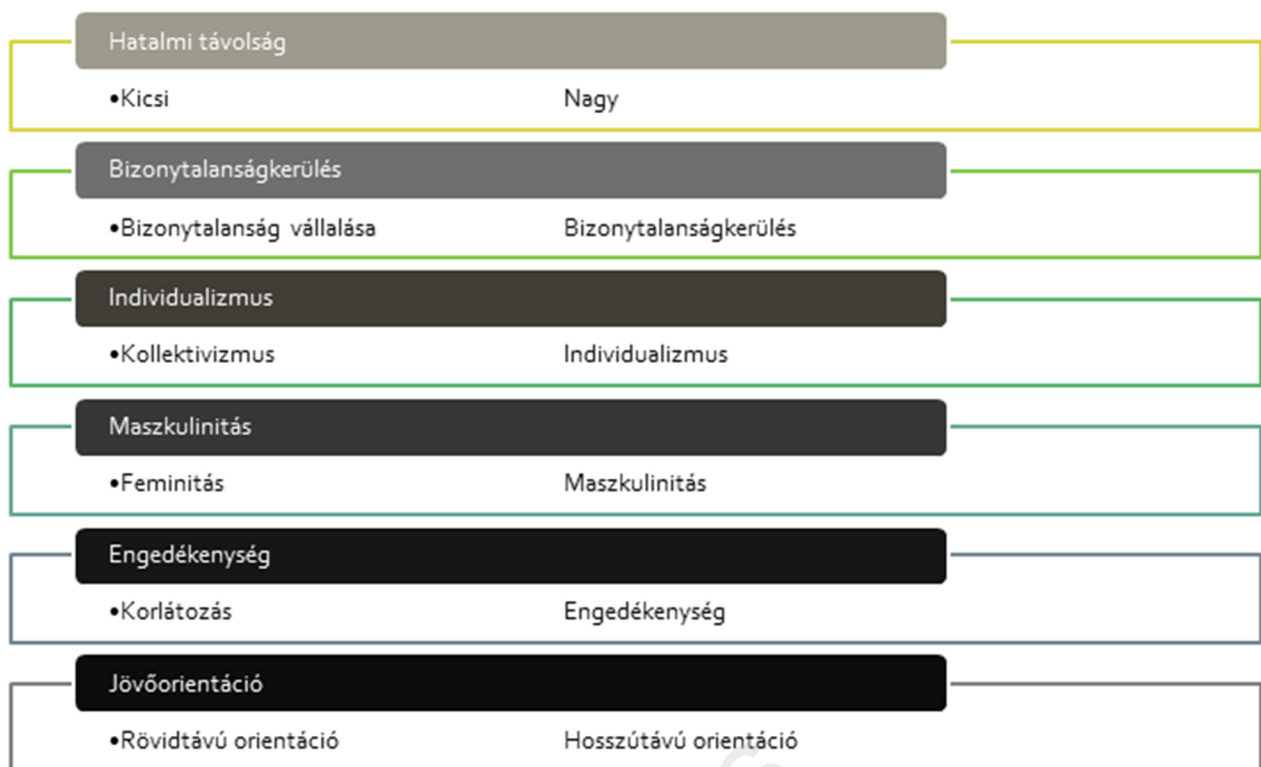 Hatalmi távolság
•Kicsi Nagy
Bizonytalanságkerülés
•Bizonytalanság vállalása Bizonytalanságkerülés
Individualizmus
•Kollektivizmus Individualizmus
Maszkulinitás
•Feminitás Maszkulinitás
Engedékenység
•Korlátozás Engedékenység
Jövőorientáció
•Rövidtávú orientáció Hosszútávú orientáció